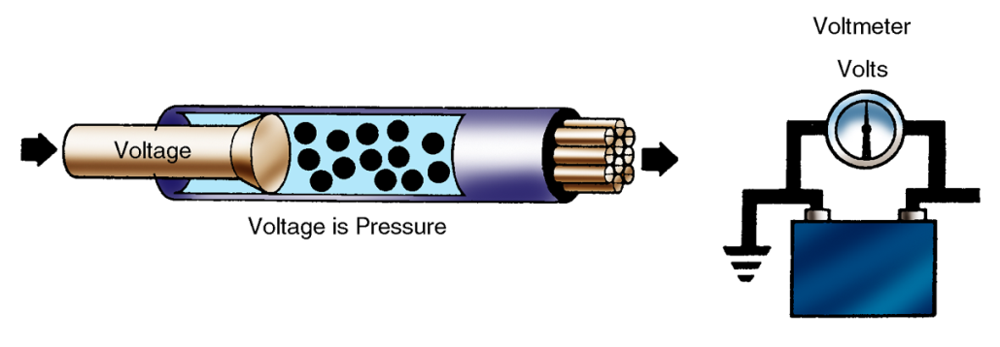 Voltmeter
Volts
Voltage
Voltage is Pressure